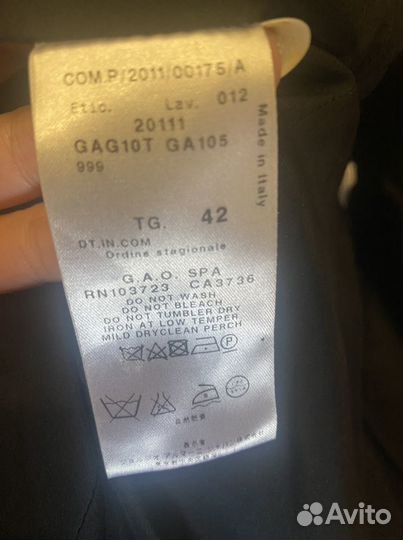 COM.P/2011/00175/A
Etic. Lav. 012
20111
GAG10T GA105
999
Made in Italy
TG. 42
DT.IN.COM
Ordine stagionale
G.A.O. SPA
RN103723 CA3736
DO NOT WASH
DO NOT BLEACH
DO NOT TUMBLER DRY
IRON AT LOW TEMPER
MILD DRYCLEAN PERCH
P
Avito